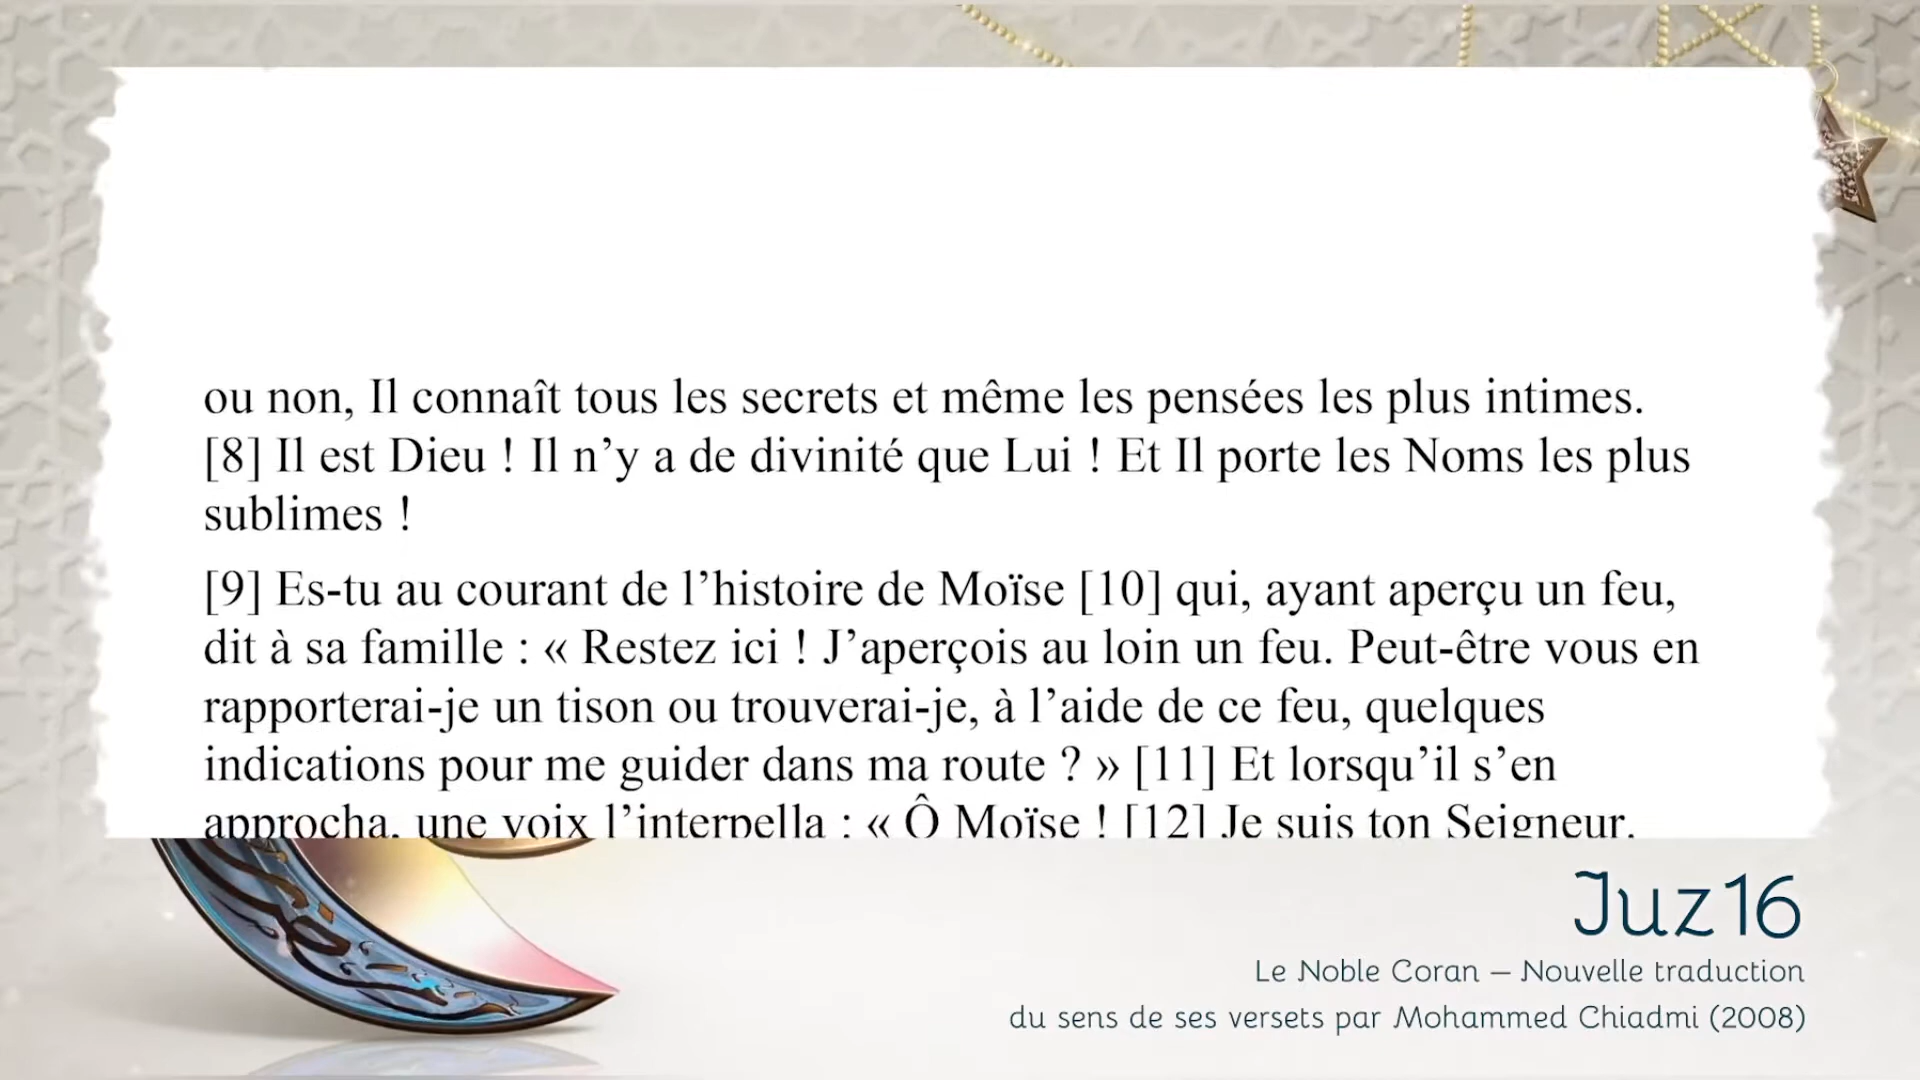 ou non, Il connaît tous les secrets et même les pensées les plus intimes.
[8] Il est Dieu ! Il n’y a de divinité que Lui ! Et Il porte les Noms les plus
sublimes !
[9] Es-tu au courant de l’histoire de Moïse [10] qui, ayant aperçu un feu,
dit à sa famille : « Restez ici ! J’aperçois au loin un feu. Peut-être vous en
rapporterai-je un tison ou trouverai-je, à l’aide de ce feu, quelques
indications pour me guider dans ma route ? » [11] Et lorsqu’il s’en
approcha, une voix l’interpella : « Ô Moïse ! [12] Je suis ton Seigneur.
Juz 16
Le Noble Coran – Nouvelle traduction
du sens de ses versets par Mohammed Chiadmi (2008)